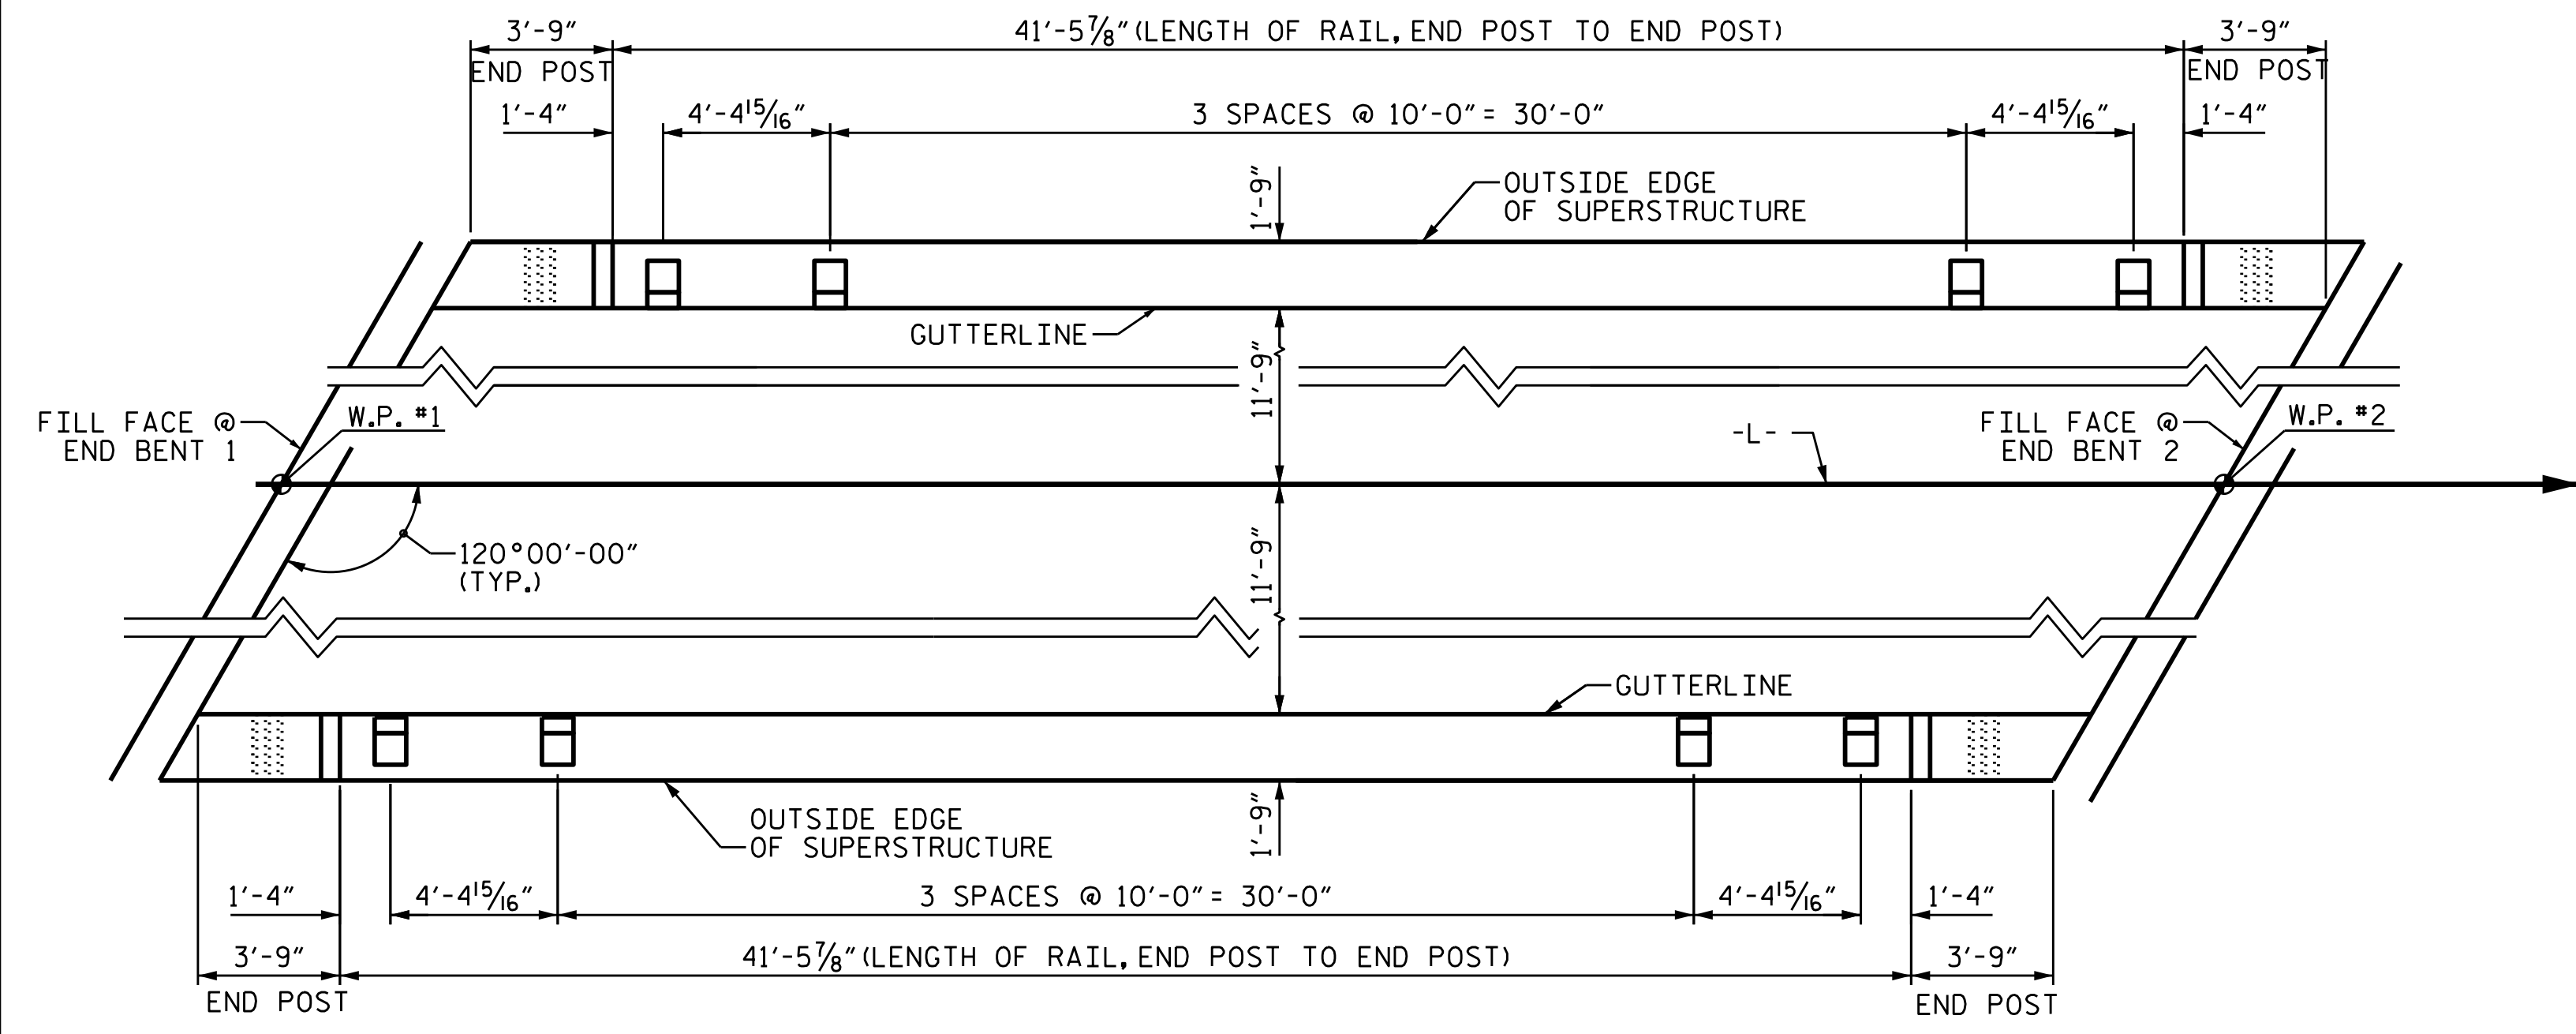 3'-9" 41'-5 7/8" (LENGTH OF RAIL, END POST TO END POST) 3'-9"
END POST END POST
1'-4" 4'-4 15/16" 3 SPACES @ 10'-0" = 30'-0" 4'-4 15/16" 1'-4"
1'-9"
OUTSIDE EDGE
OF SUPERSTRUCTURE
GUTTERLINE
11'-9"
FILL FACE @
END BENT 1
W.P. #1
-L-
FILL FACE @
END BENT 2
W.P. #2
120°00'-00"
(TYP.)
11'-9"
GUTTERLINE
OUTSIDE EDGE
OF SUPERSTRUCTURE
1'-9"
1'-4" 4'-4 15/16" 3 SPACES @ 10'-0" = 30'-0" 4'-4 15/16" 1'-4"
3'-9" 41'-5 7/8" (LENGTH OF RAIL, END POST TO END POST) 3'-9"
END POST END POST